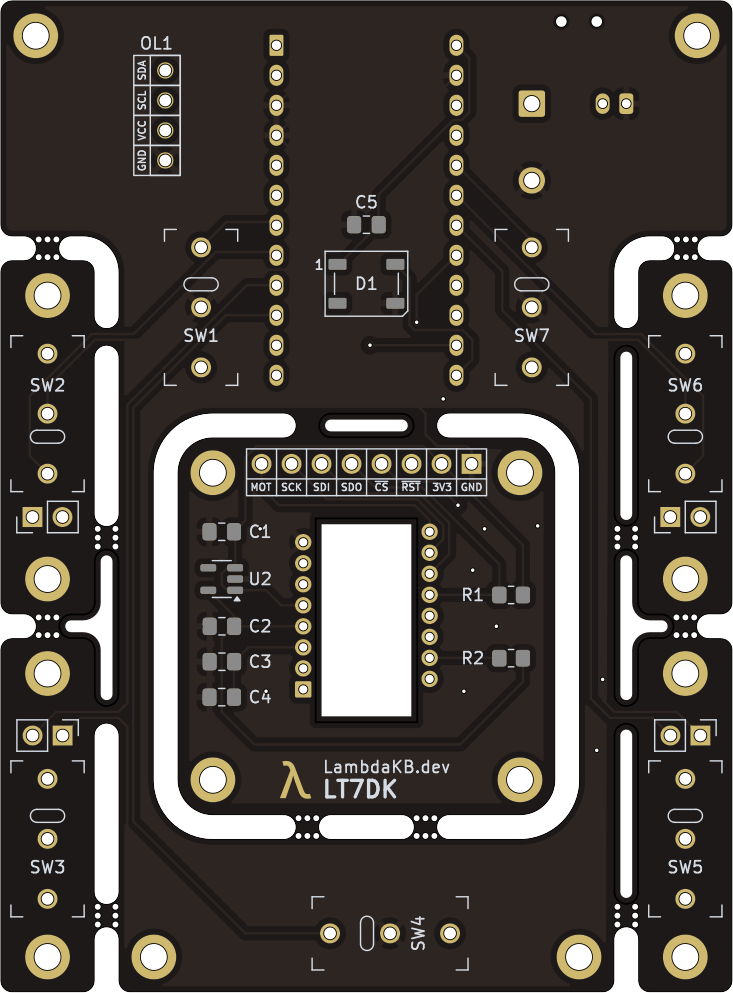 OL1
SDA
SCL
VCC
GND
C5
1
D1
SW1
SW7
SW2
SW6
MOT SCK SDI SDO CS RST 3V3 GND
C1
U2
R1
C2
R2
C3
C4
λ LambdaKB.dev
LT7DK
SW3
SW5
SW4